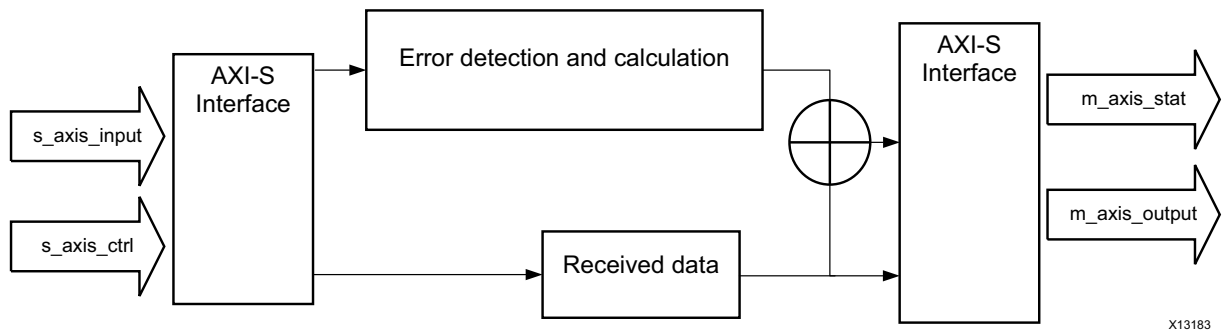 s_axis_input
s_axis_ctrl
AXI-S
Interface
Error detection and calculation
Received data
AXI-S
Interface
m_axis_stat
m_axis_output
X13183